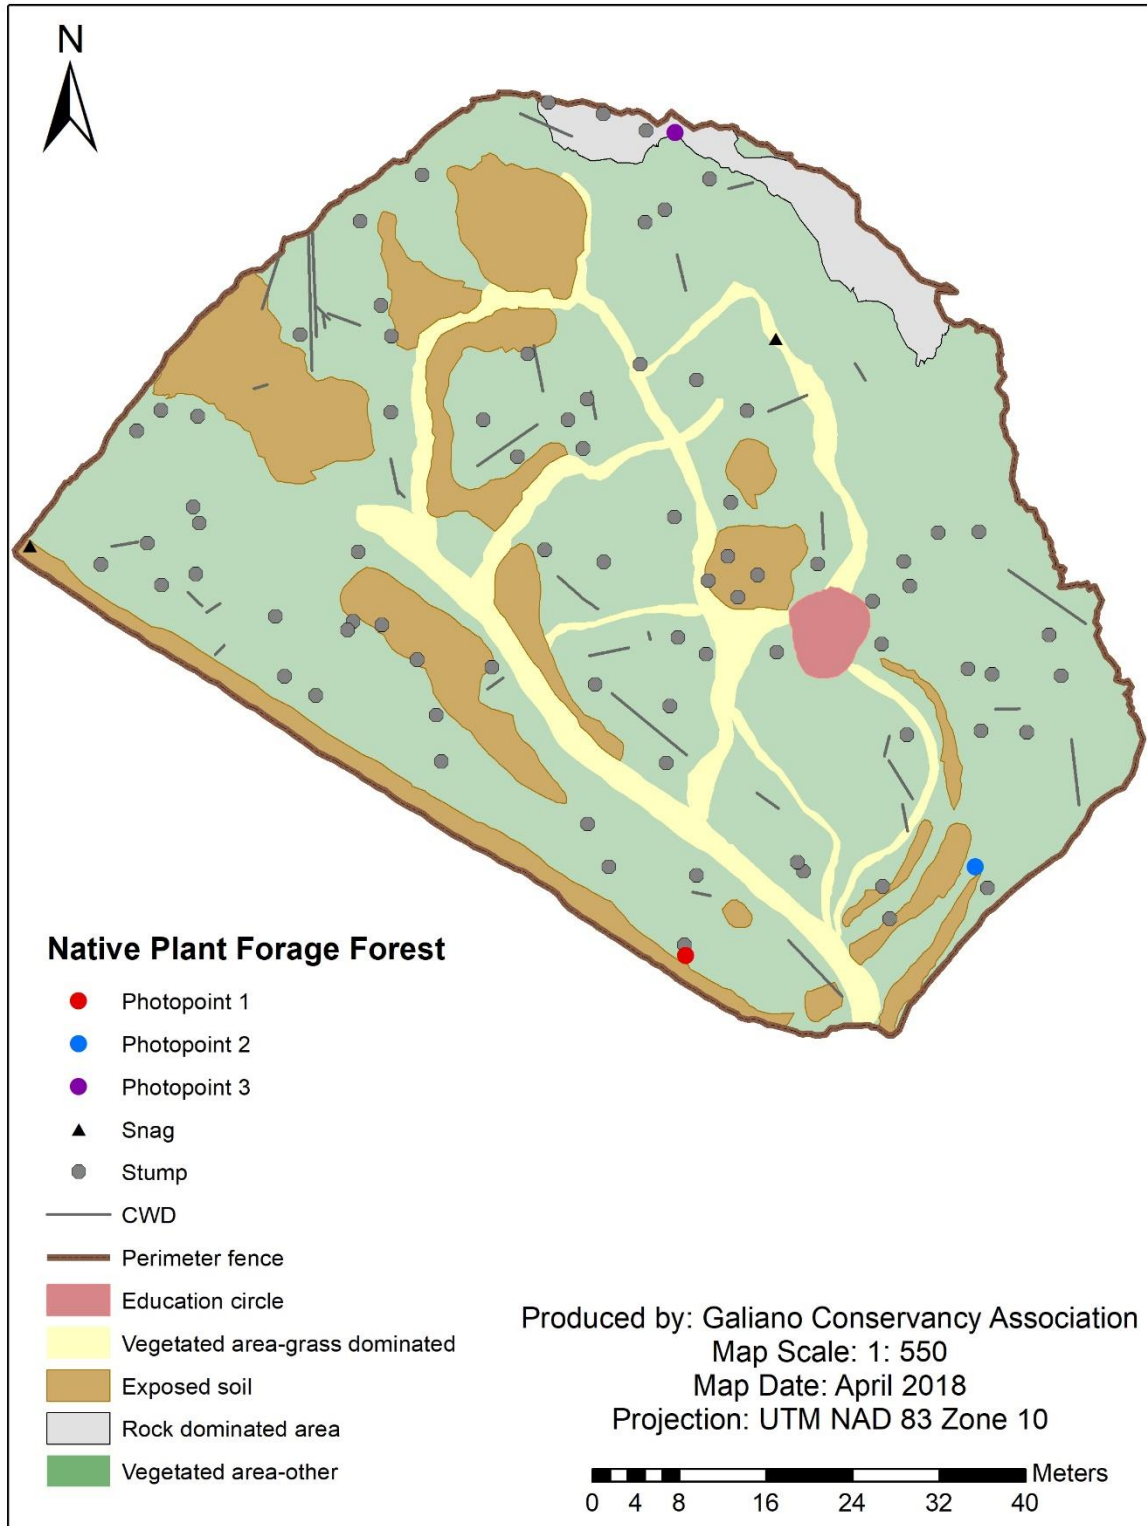 N
Native Plant Forage Forest
Photopoint 1
Photopoint 2
Photopoint 3
Snag
Stump
CWD
Perimeter fence
Education circle
Vegetated area-grass dominated
Exposed soil
Rock dominated area
Vegetated area-other
Produced by: Galiano Conservancy Association
Map Scale: 1: 550
Map Date: April 2018
Projection: UTM NAD 83 Zone 10
Meters
0 4 8 16 24 32 40